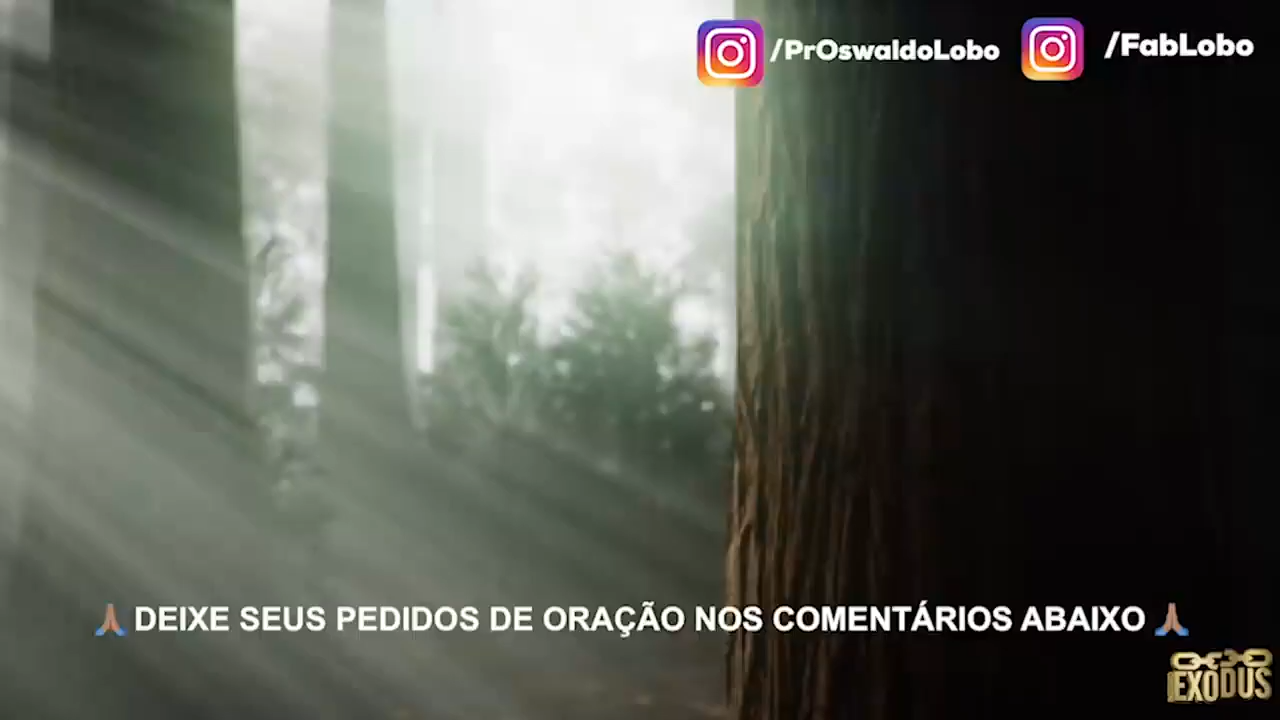 /PrOswaldoLobo
/FabLobo
🙏🏽 DEIXE SEUS PEDIDOS DE ORAÇÃO NOS COMENTÁRIOS ABAIXO 🙏🏽
EXODUS